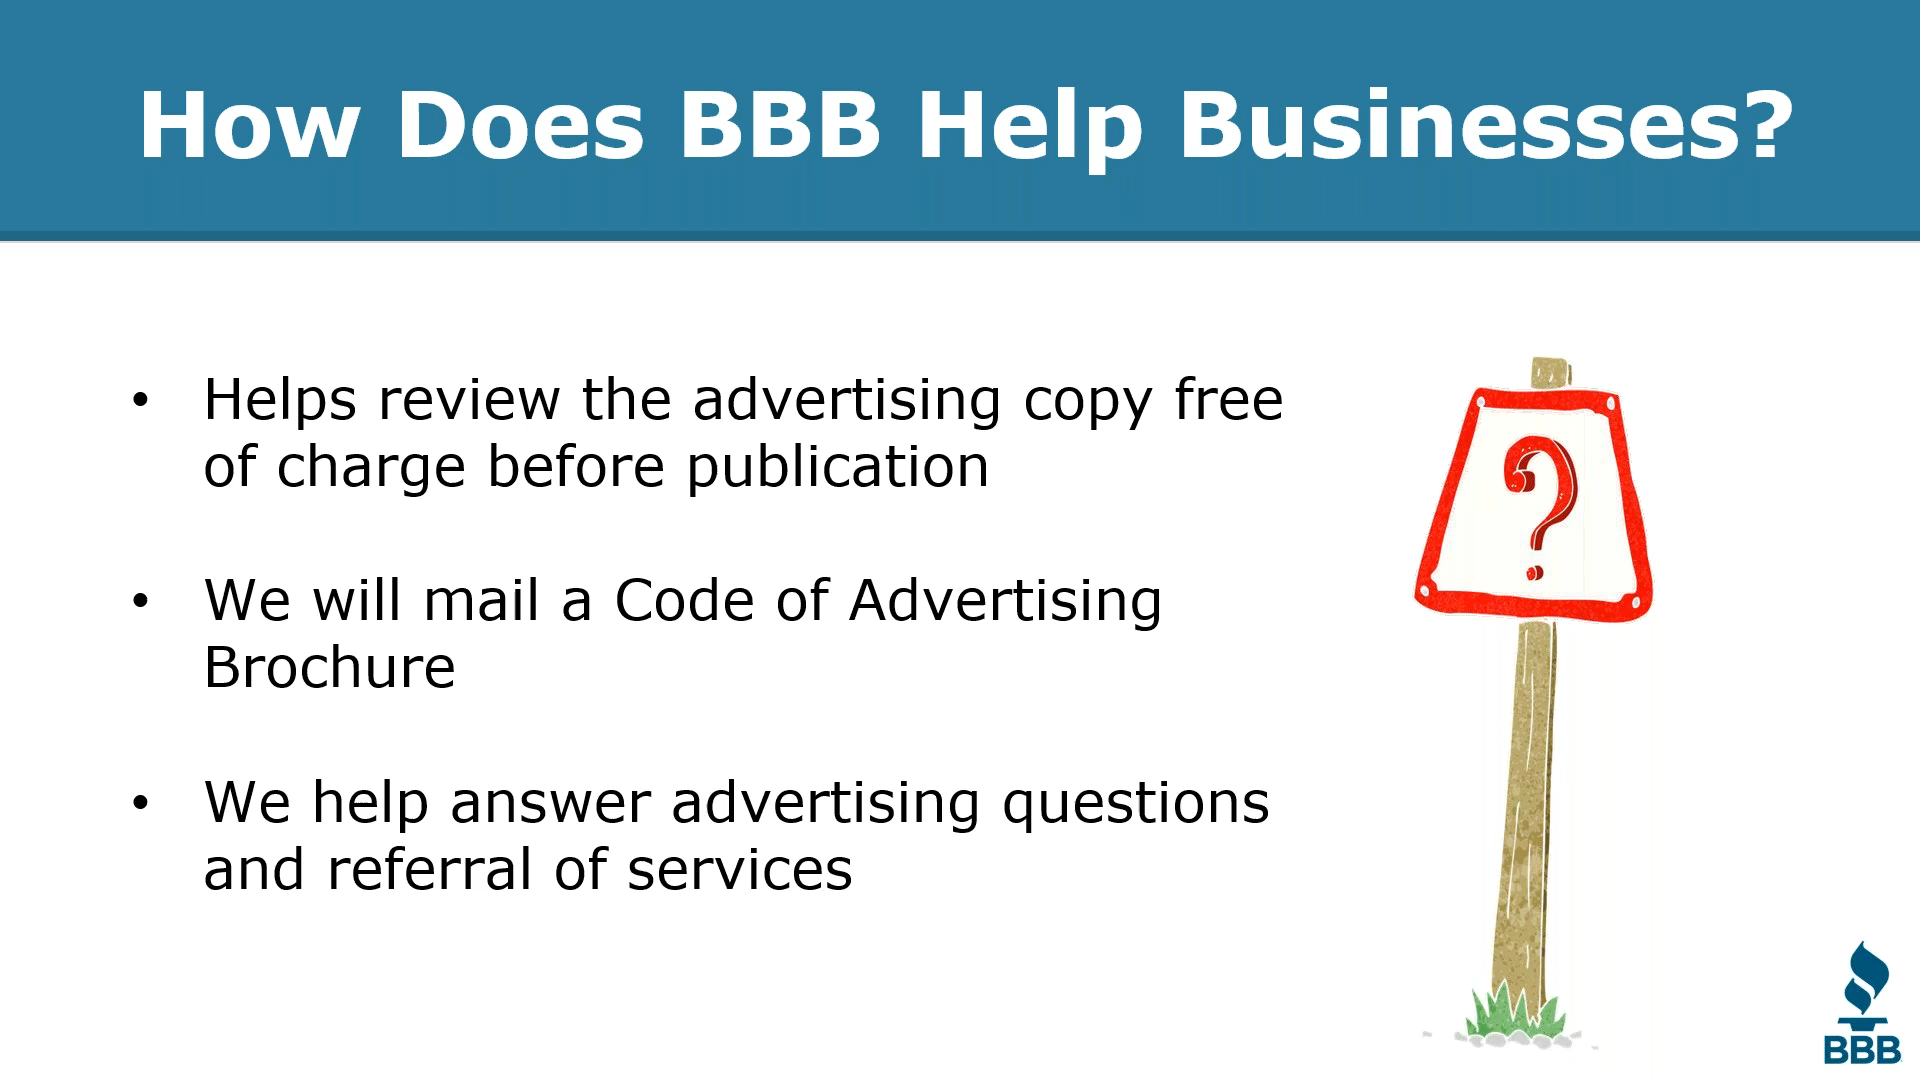 How Does BBB Help Businesses?
• Helps review the advertising copy free
of charge before publication
• We will mail a Code of Advertising
Brochure
• We help answer advertising questions
and referral of services
?
BBB